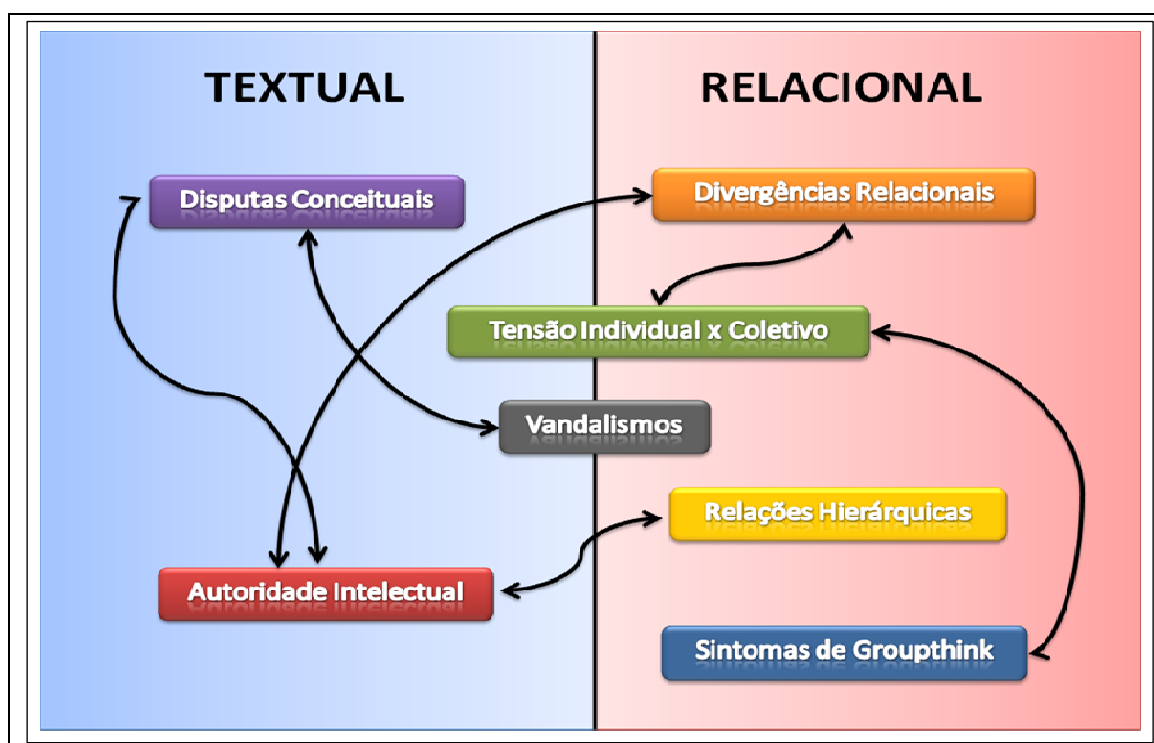 TEXTUAL
RELACIONAL
Disputas Conceituais
Divergências Relacionais
Tensão Individual x Coletivo
Vandalismos
Relações Hierárquicas
Autoridade Intelectual
Sintomas de Groupthink